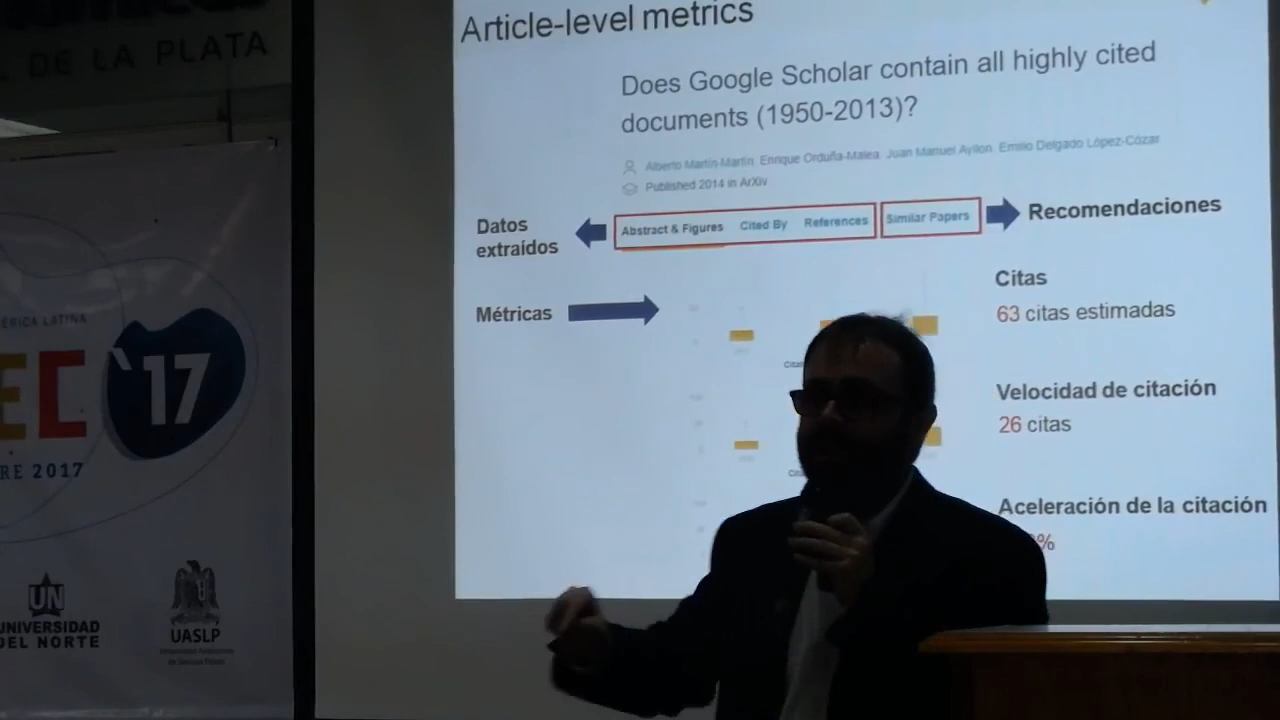 DE LA PLATA
ÉRICA LATINA
EC '17
RE 2017
UN
UNIVERSIDAD
DEL NORTE
UASLP
Article-level metrics
Does Google Scholar contain all highly cited
documents (1950-2013)?
Alberto Martín-Martín, Enrique Orduña-Malea, Juan Manuel Ayllon, Emilio Delgado López-Cózar
Published 2014 in ArXiv
Datos
extraídos
Abstract & Figures Cited By References Similar Papers
Recomendaciones
Métricas
Citas
63 citas estimadas
Velocidad de citación
26 citas
Aceleración de la citación
%